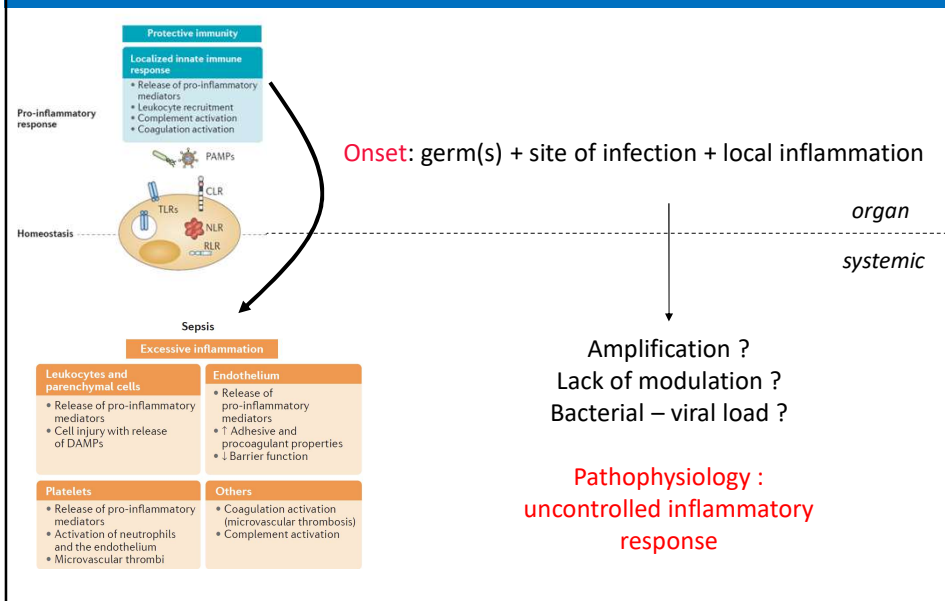 Protective immunity
Localized innate immune
response
• Release of pro-inflammatory
mediators
• Leukocyte recruitment
• Complement activation
• Coagulation activation
Pro-inflammatory
response
PAMPs
CLR
TLRs
NLR
RLR
Homeostasis
Onset: germ(s) + site of infection + local inflammation
organ
systemic
Sepsis
Excessive inflammation
Leukocytes and
parenchymal cells
• Release of pro-inflammatory
mediators
• Cell injury with release
of DAMPs
Endothelium
• Release of
pro-inflammatory
mediators
• ↑ Adhesive and
procoagulant properties
• ↓ Barrier function
Platelets
• Release of pro-inflammatory
mediators
• Activation of neutrophils
and the endothelium
• Microvascular thrombi
Others
• Coagulation activation
(microvascular thrombosis)
• Complement activation
Amplification ?
Lack of modulation ?
Bacterial – viral load ?
Pathophysiology :
uncontrolled inflammatory
response